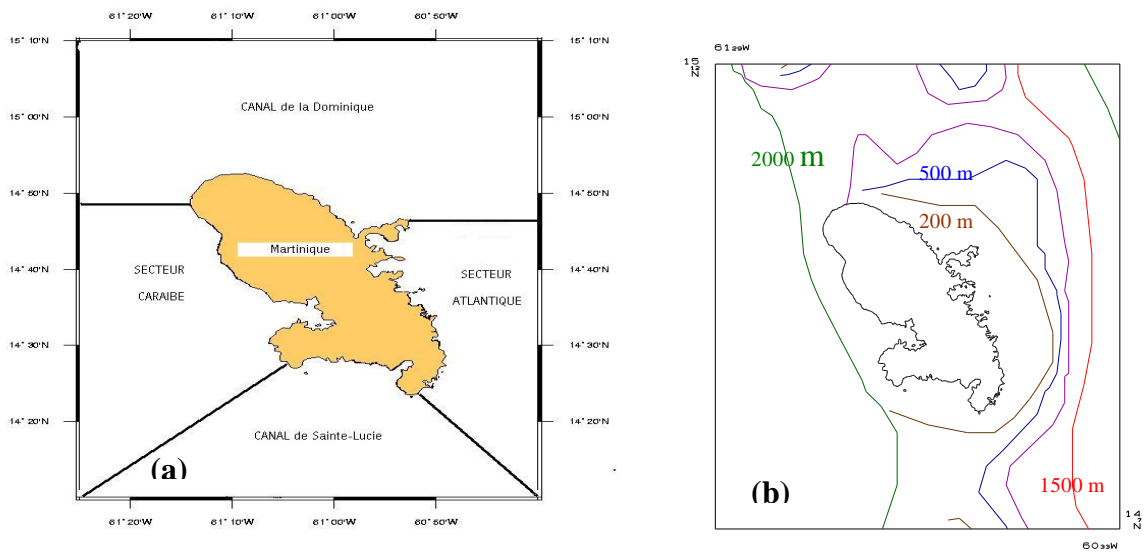 61°20'W 61°10'W 61°00'W 60°50'W
15°10'N 15°10'N
CANAL de la Dominique
15°00'N 15°00'N
14°50'N 14°50'N
Martinique
14°40'N 14°40'N
SECTEUR
CARAIBE
SECTEUR
ATLANTIQUE
14°30'N 14°30'N
14°20'N 14°20'N
CANAL de Sainte-Lucie
(a)
61°20'W 61°10'W 61°00'W 60°50'W
6129W
2000 m
500 m
200 m
1500 m
(b)
147N
6033W